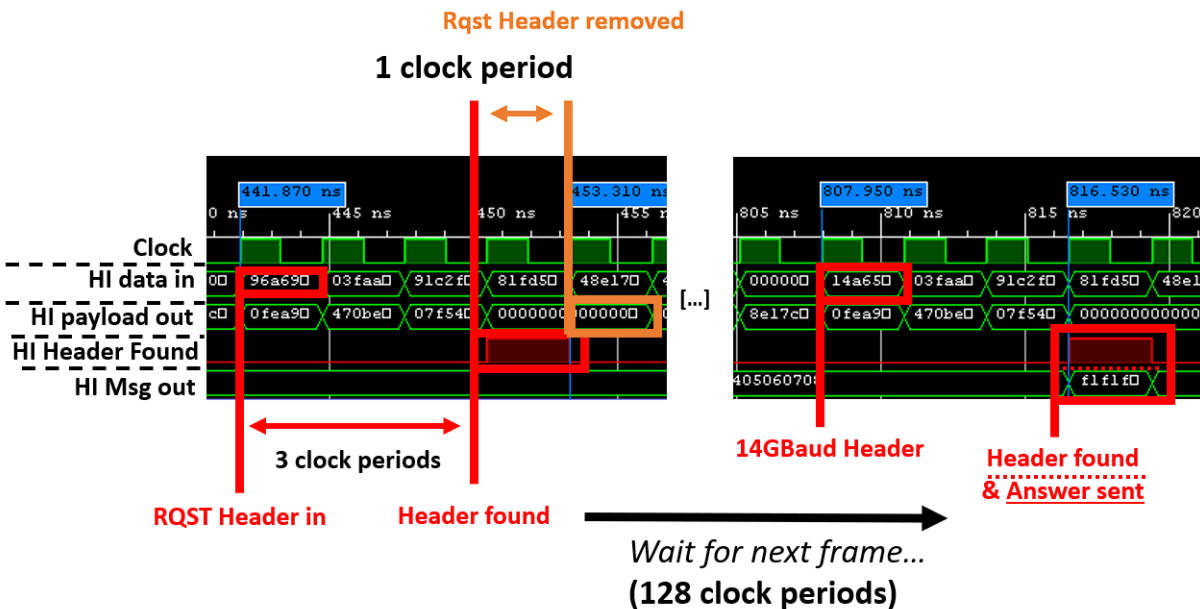 Rqst Header removed
1 clock period
441.870 ns
453.310 ns
807.950 ns
816.530 ns
0 ns
445 ns
450 ns
455 ns
805 ns
810 ns
815 ns
820
Clock
HI data in
96a69
03faa
91c2f
81fd5
48e17
00000
14a65
03faa
91c2f
81fd5
48e1
HI payload out
0fea9
470be
07f54
000000000000
[...]
8e17c
0fea9
470be
07f54
0000000000000
HI Header Found
HI Msg out
405060708
f1f1f
3 clock periods
14GBaud Header
Header found
& Answer sent
RQST Header in
Header found
Wait for next frame...
(128 clock periods)